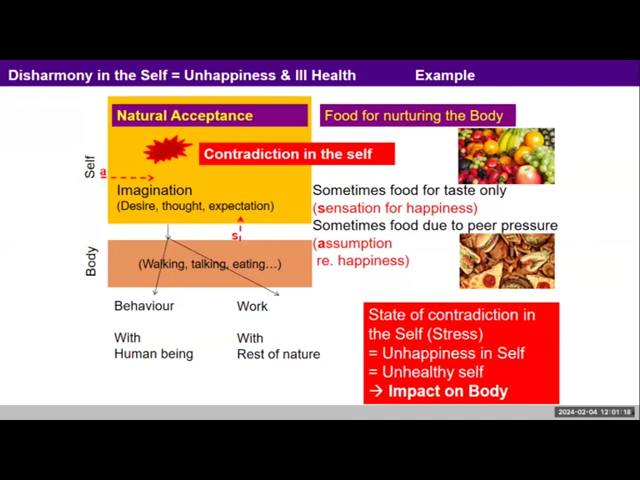 Disharmony in the Self = Unhappiness & Ill Health Example
Natural Acceptance
Food for nurturing the Body
Contradiction in the self
Self
a
Imagination
(Desire, thought, expectation)
Sometimes food for taste only
(sensation for happiness)
Sometimes food due to peer pressure
(assumption
re. happiness)
s
Body
(Walking, talking, eating…)
Behaviour
Work
With
Human being
With
Rest of nature
State of contradiction in
the Self (Stress)
= Unhappiness in Self
= Unhealthy self
→ Impact on Body
2024-02-04 12:01:18